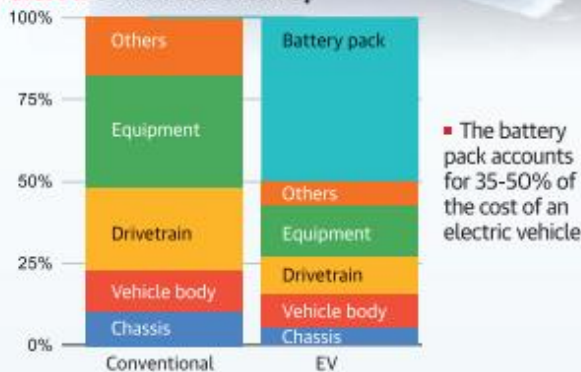 100%
75%
50%
25%
0%
Others
Equipment
Drivetrain
Vehicle body
Chassis
Conventional
Battery pack
Others
Equipment
Drivetrain
Vehicle body
Chassis
EV
The battery
pack accounts
for 35-50% of
the cost of an
electric vehicle